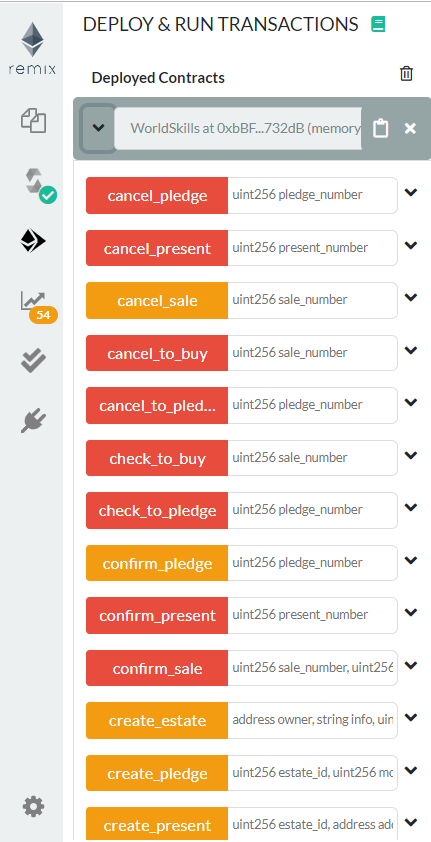 DEPLOY & RUN TRANSACTIONS
remix
Deployed Contracts
WorldSkills at 0xbBF...732dB (memory
cancel_pledge uint256 pledge_number
cancel_present uint256 present_number
cancel_sale uint256 sale_number
54
cancel_to_buy uint256 sale_number
cancel_to_pled... uint256 pledge_number
check_to_buy uint256 sale_number
check_to_pledge uint256 pledge_number
confirm_pledge uint256 pledge_number
confirm_present uint256 present_number
confirm_sale uint256 sale_number, uint256
create_estate address owner, string info, uin
create_pledge uint256 estate_id, uint256 mo
create_present uint256 estate_id, address add